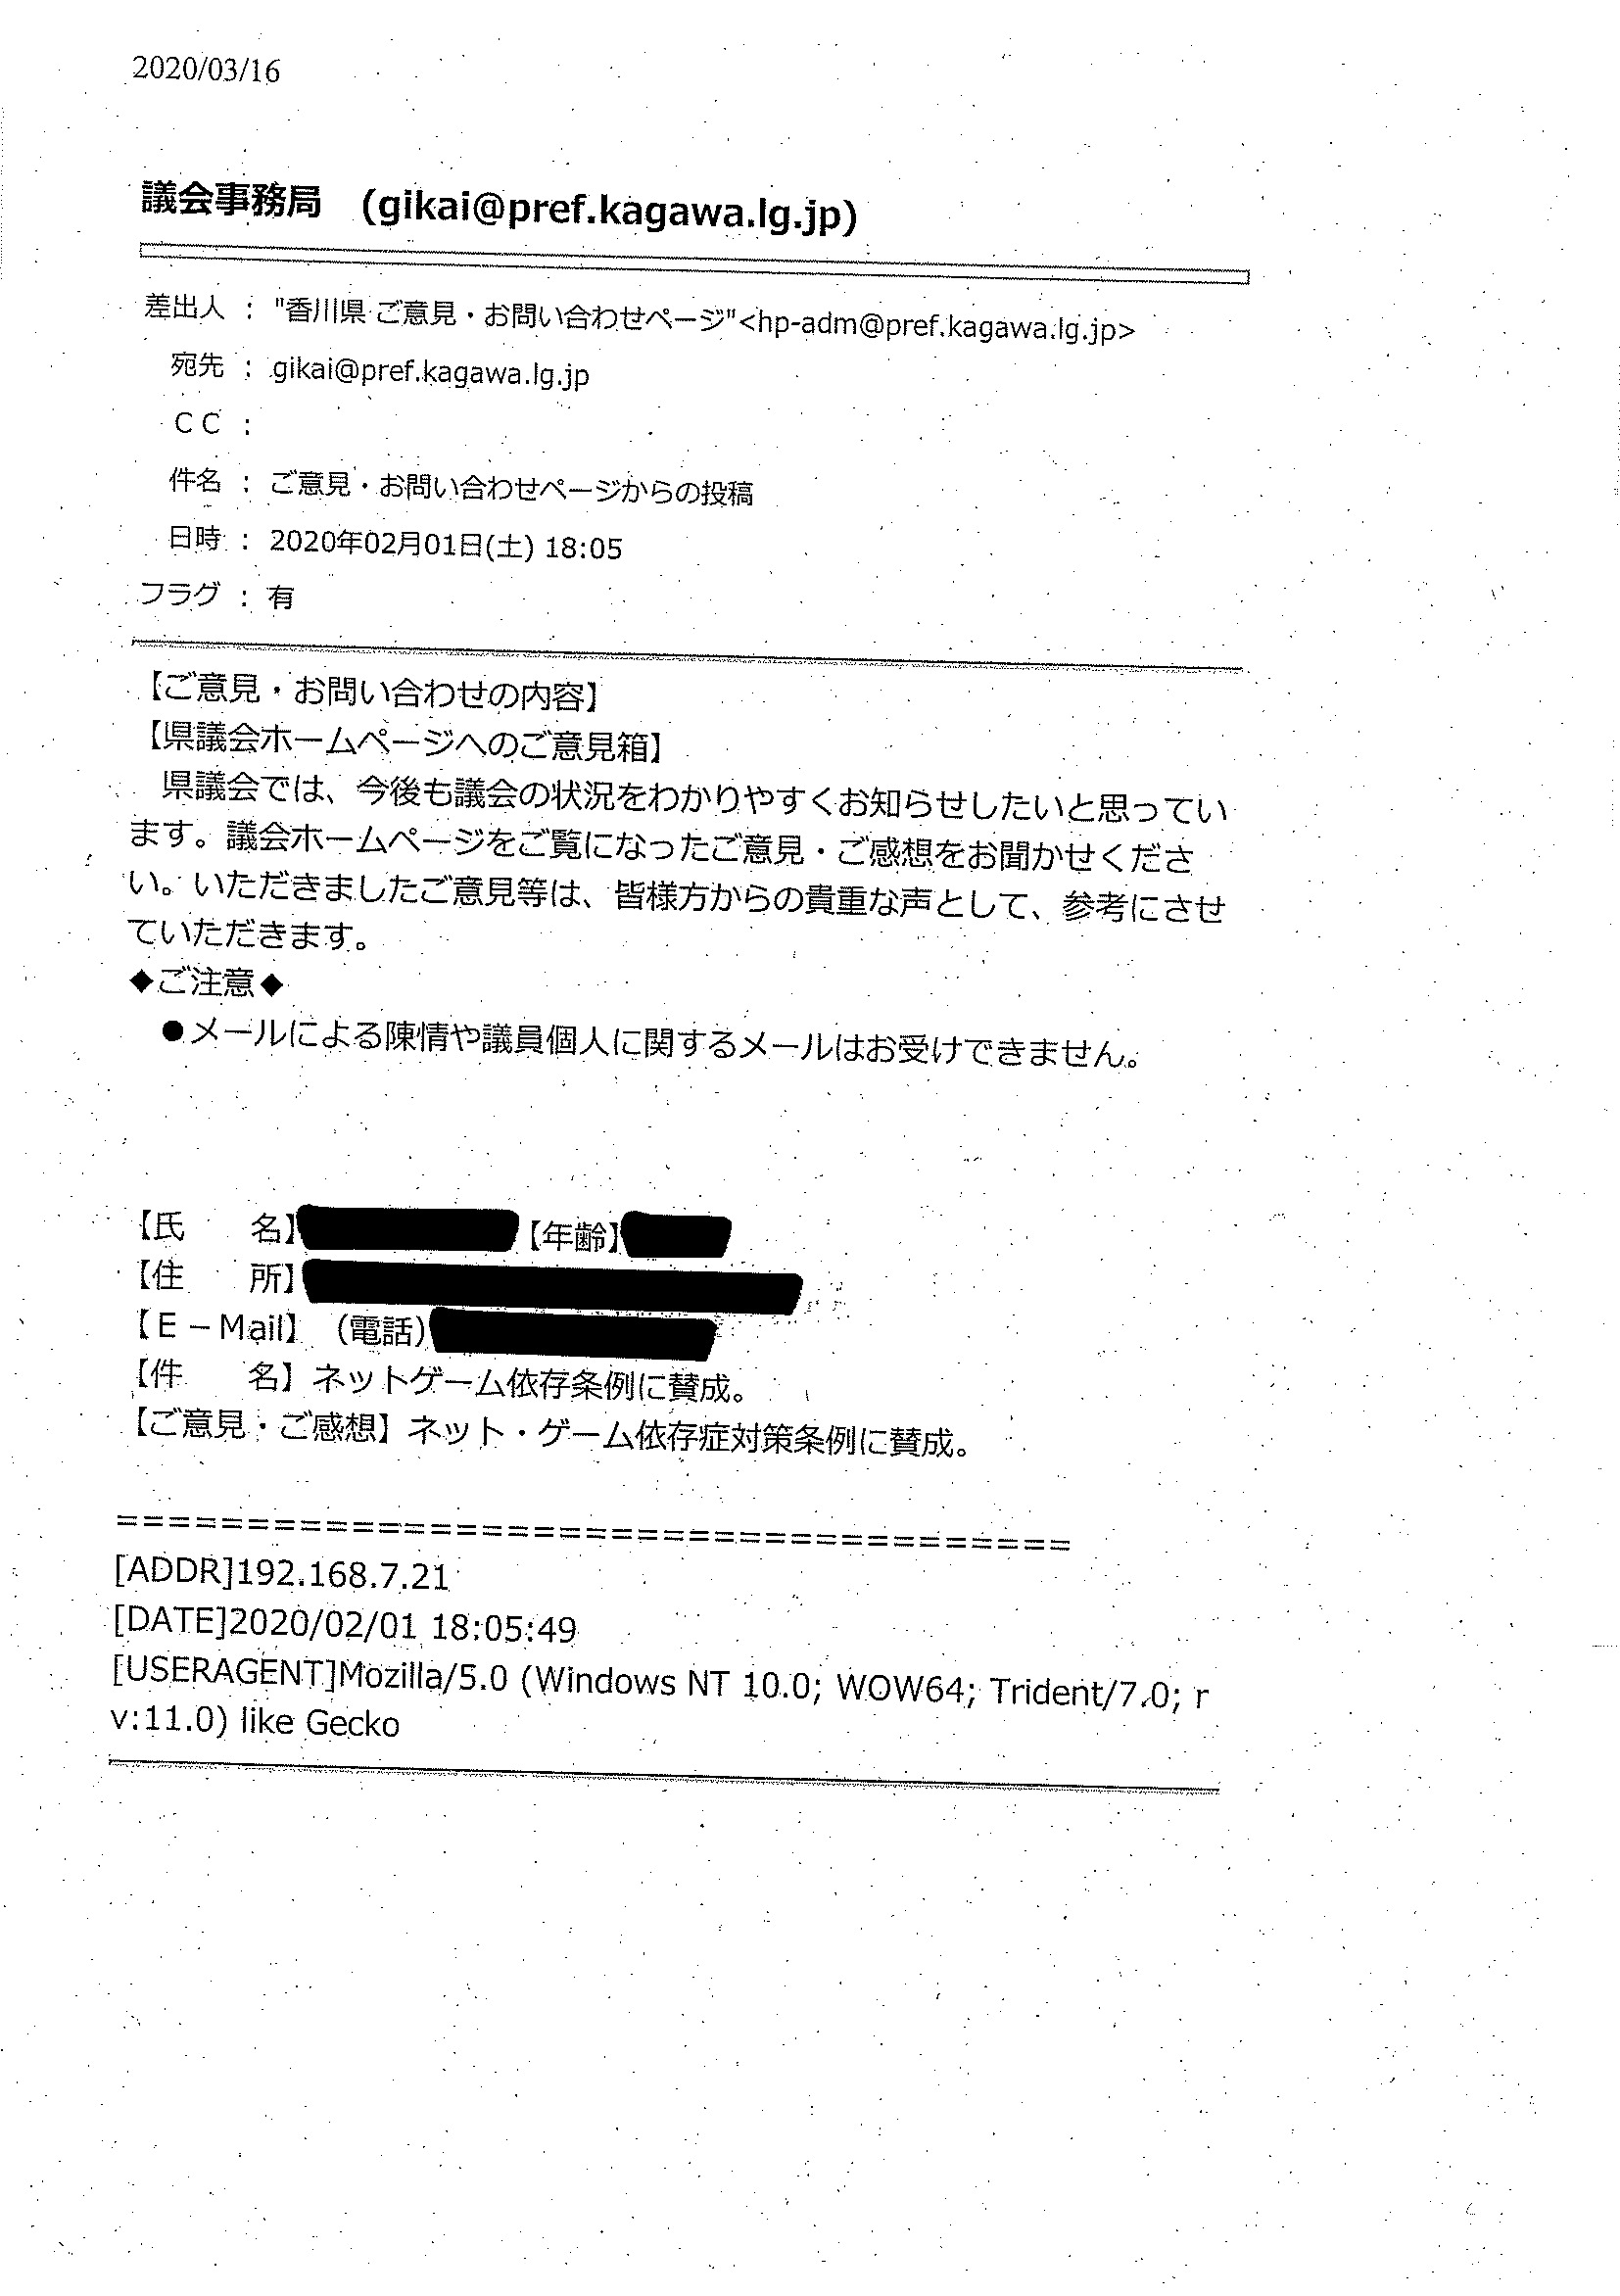 2020/03/16
議会事務局 (gikai@pref.kagawa.lg.jp)
差出人 : "香川県 ご意見・お問い合わせページ"<hp-adm@pref.kagawa.lg.jp>
宛先 : gikai@pref.kagawa.lg.jp
CC :
件名 : ご意見・お問い合わせページからの投稿
日時 : 2020年02月01日(土) 18:05
フラグ : 有
【ご意見・お問い合わせの内容】
【県議会ホームページへのご意見箱】
県議会では、今後も議会の状況をわかりやすくお知らせしたいと思ってい
ます。議会ホームページをご覧になったご意見・ご感想をお聞かせくださ
い。いただきましたご意見等は、皆様方からの貴重な声として、参考にさせ
ていただきます。
◆ご注意◆
●メールによる陳情や議員個人に関するメールはお受けできません。
【氏　　名】 【年齢】
【住　　所】
【E－Mail】（電話）
【件　　名】ネットゲーム依存条例に賛成。
【ご意見・ご感想】ネット・ゲーム依存症対策条例に賛成。
======================================
[ADDR]192.168.7.21
[DATE]2020/02/01 18:05:49
[USERAGENT]Mozilla/5.0 (Windows NT 10.0; WOW64; Trident/7.0; r
v:11.0) like Gecko